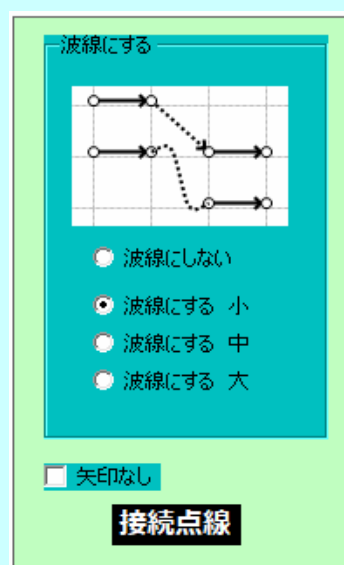 波線にする
波線にしない
波線にする 小
波線にする 中
波線にする 大
矢印なし
接続点線